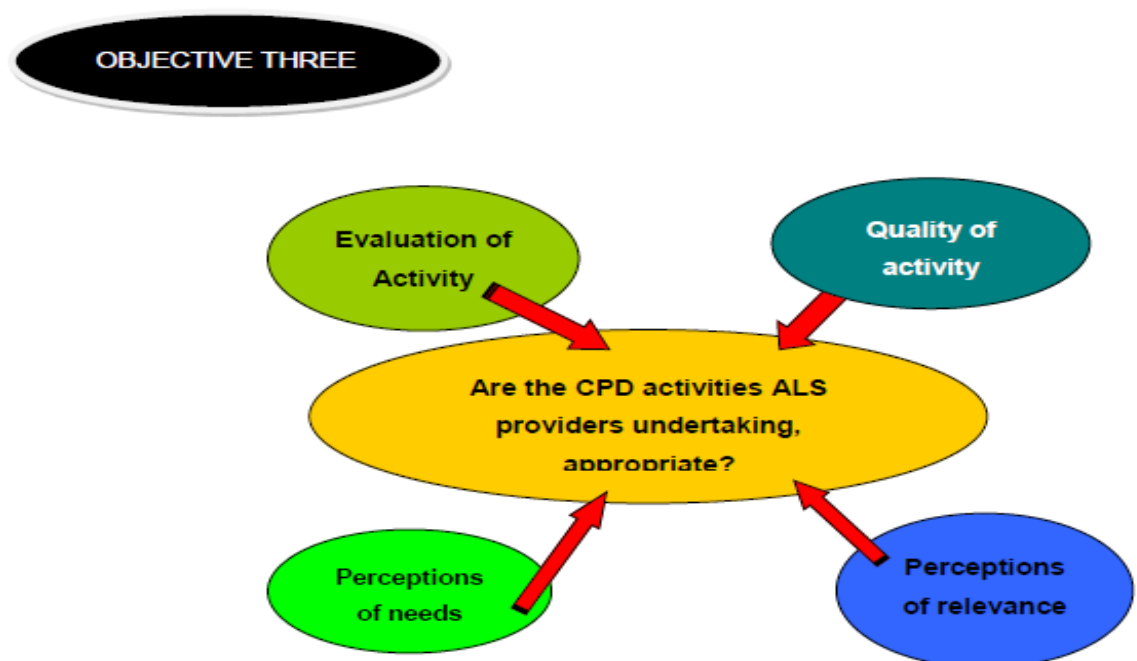 OBJECTIVE THREE
Evaluation of
Activity
Quality of
activity
Are the CPD activities ALS
providers undertaking,
appropriate?
Perceptions
of needs
Perceptions
of relevance